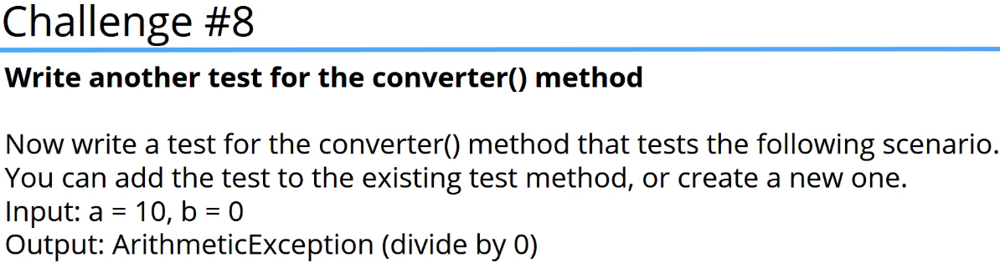 Challenge #8
Write another test for the converter() method
Now write a test for the converter() method that tests the following scenario.
You can add the test to the existing test method, or create a new one.
Input: a = 10, b = 0
Output: ArithmeticException (divide by 0)